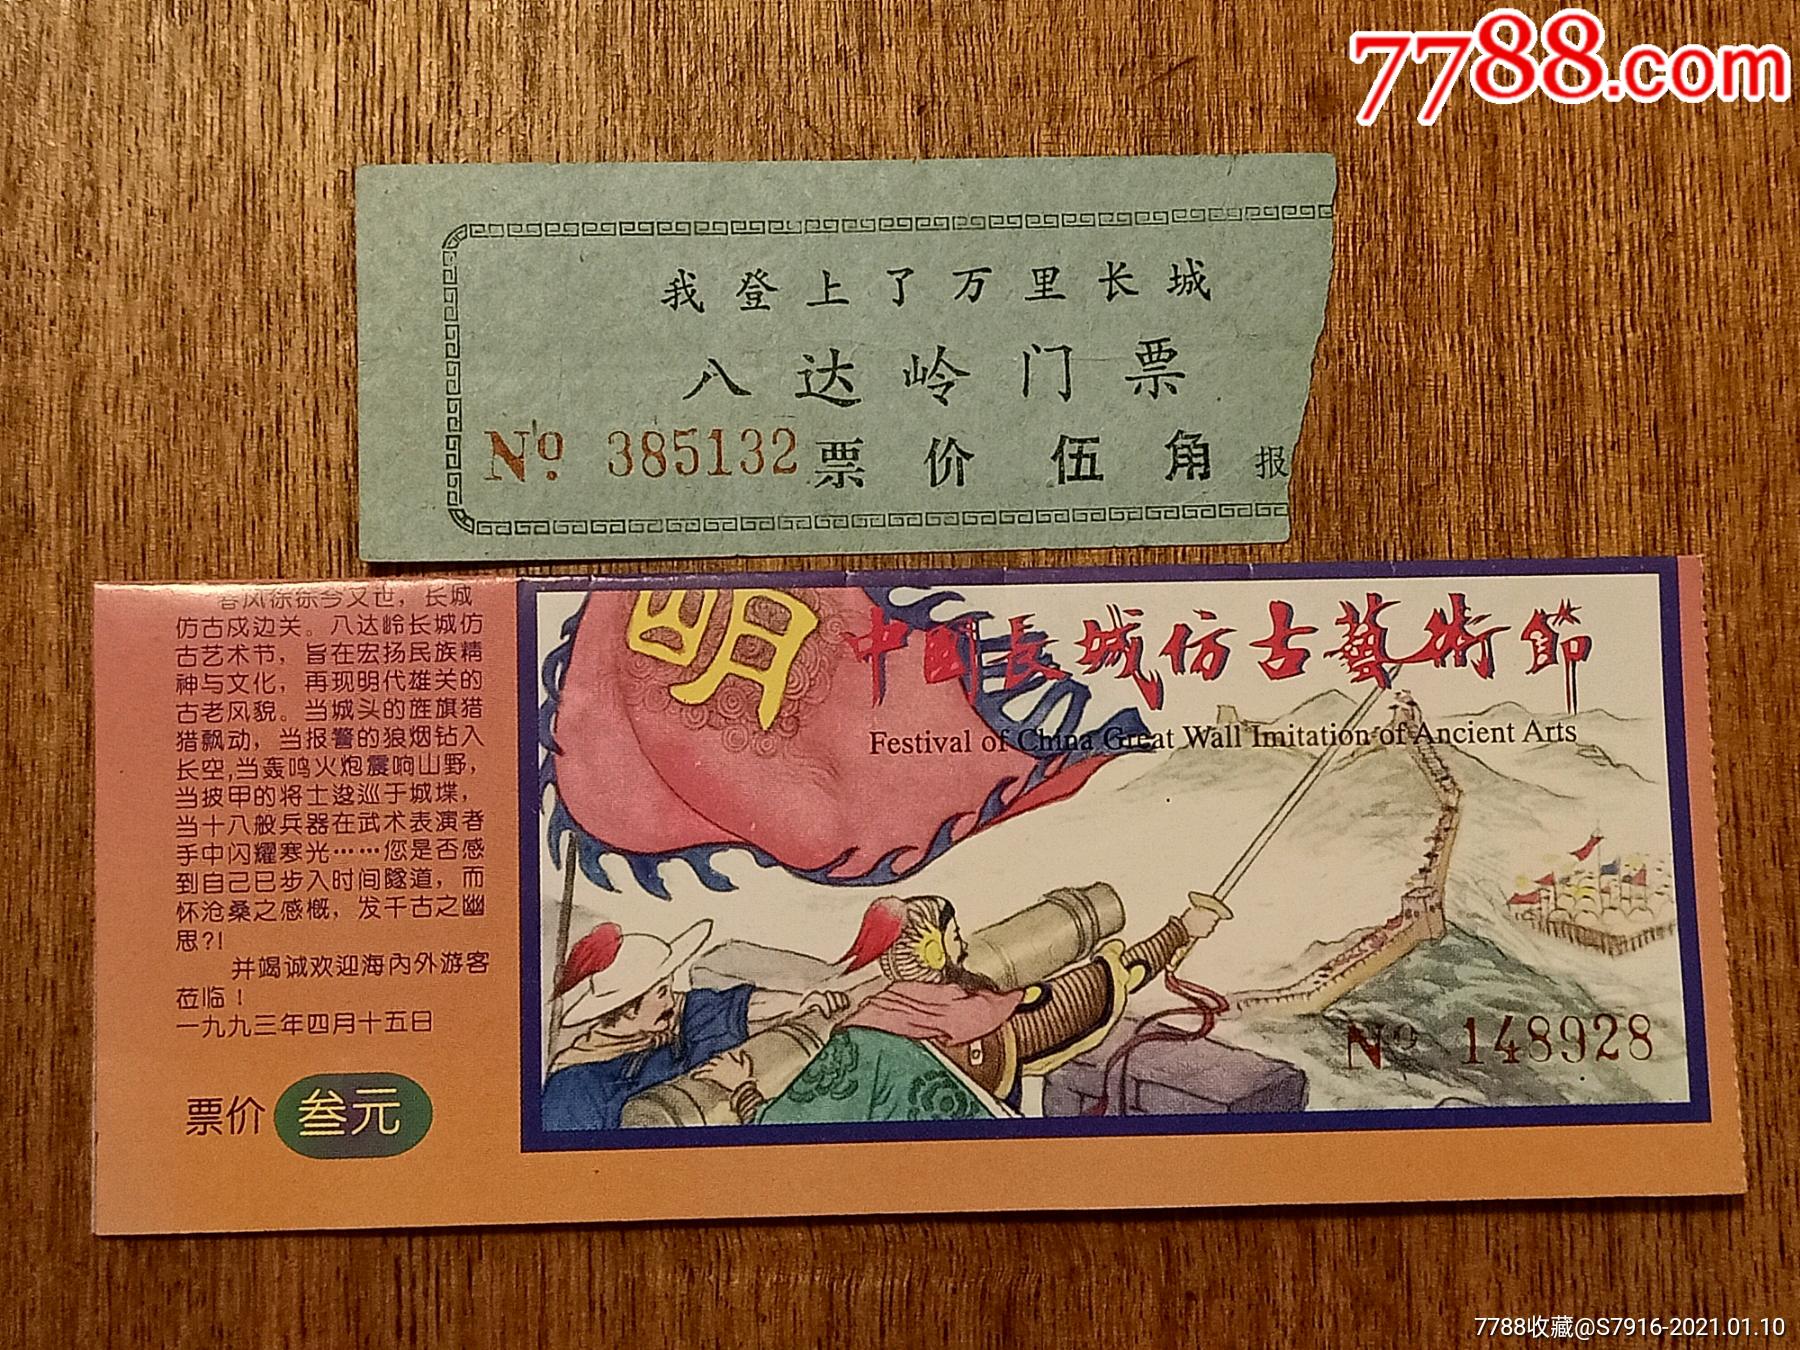 7788.com
我登上了万里长城
八达岭门票
No 385132 票价 伍角 报
春风徐徐今又世，长城
仿古戍边关。八达岭长城仿
古艺术节，旨在宏扬民族精
神与文化，再现明代雄关的
古老风貌。当城头的旌旗猎
猎飘动，当报警的狼烟钻入
长空,当轰鸣火炮震响山野，
当披甲的将士逡巡于城堞，
当十八般兵器在武术表演者
手中闪耀寒光……您是否感
到自己已步入时间隧道，而
怀沧桑之感慨，发千古之幽
思?!
并竭诚欢迎海内外游客
莅临！
一九九三年四月十五日
票价 叁元
明
中国長城仿古藝術節
Festival of China Great Wall Imitation of Ancient Arts
No 148928
7788收藏@S7916-2021.01.10